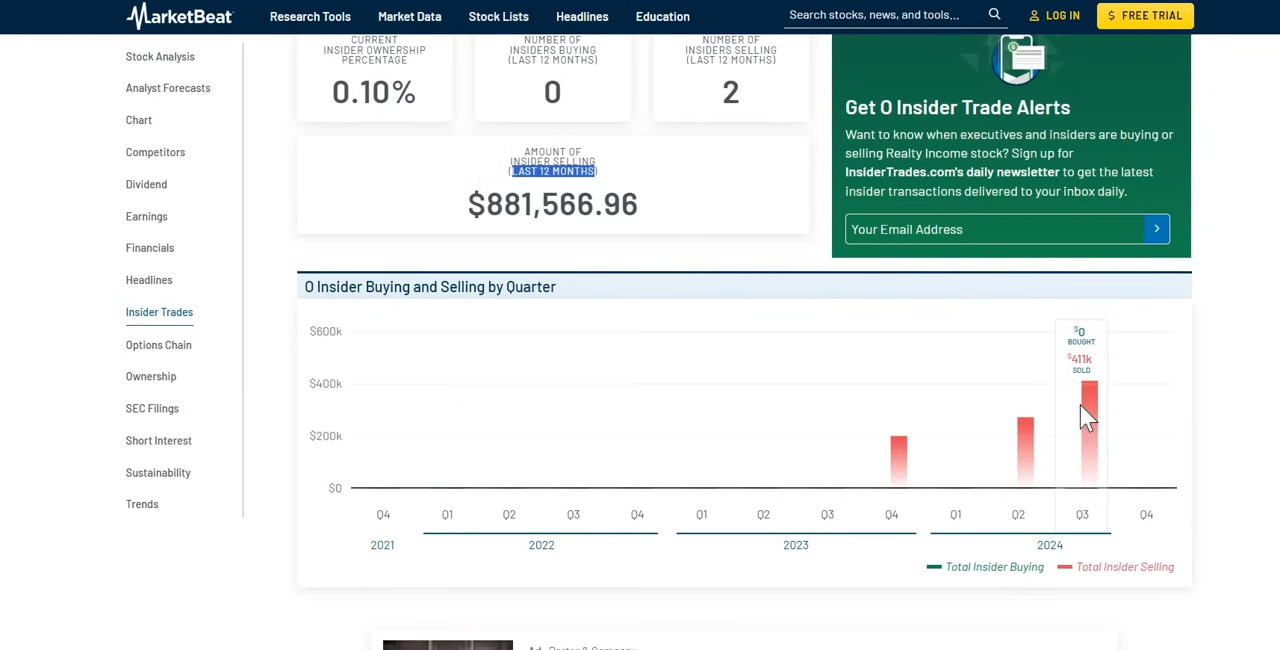 MarketBeat
Research Tools
Market Data
Stock Lists
Headlines
Education
Search stocks, news, and tools...
LOG IN
$ FREE TRIAL
Stock Analysis
Analyst Forecasts
Chart
Competitors
Dividend
Earnings
Financials
Headlines
Insider Trades
Options Chain
Ownership
SEC Filings
Short Interest
Sustainability
Trends
CURRENT
INSIDER OWNERSHIP
PERCENTAGE
0.10%
NUMBER OF
INSIDERS BUYING
(LAST 12 MONTHS)
0
NUMBER OF
INSIDERS SELLING
(LAST 12 MONTHS)
2
AMOUNT OF
INSIDER SELLING
(LAST 12 MONTHS)
$881,566.96
Get O Insider Trade Alerts
Want to know when executives and insiders are buying or
selling Realty Income stock? Sign up for
InsiderTrades.com's daily newsletter to get the latest
insider transactions delivered to your inbox daily.
Your Email Address
O Insider Buying and Selling by Quarter
$600k
$400k
$200k
$0
$0
BOUGHT
$411k
SOLD
Q4 Q1 Q2 Q3 Q4 Q1 Q2 Q3 Q4 Q1 Q2 Q3 Q4
2021 2022 2023 2024
Total Insider Buying
Total Insider Selling